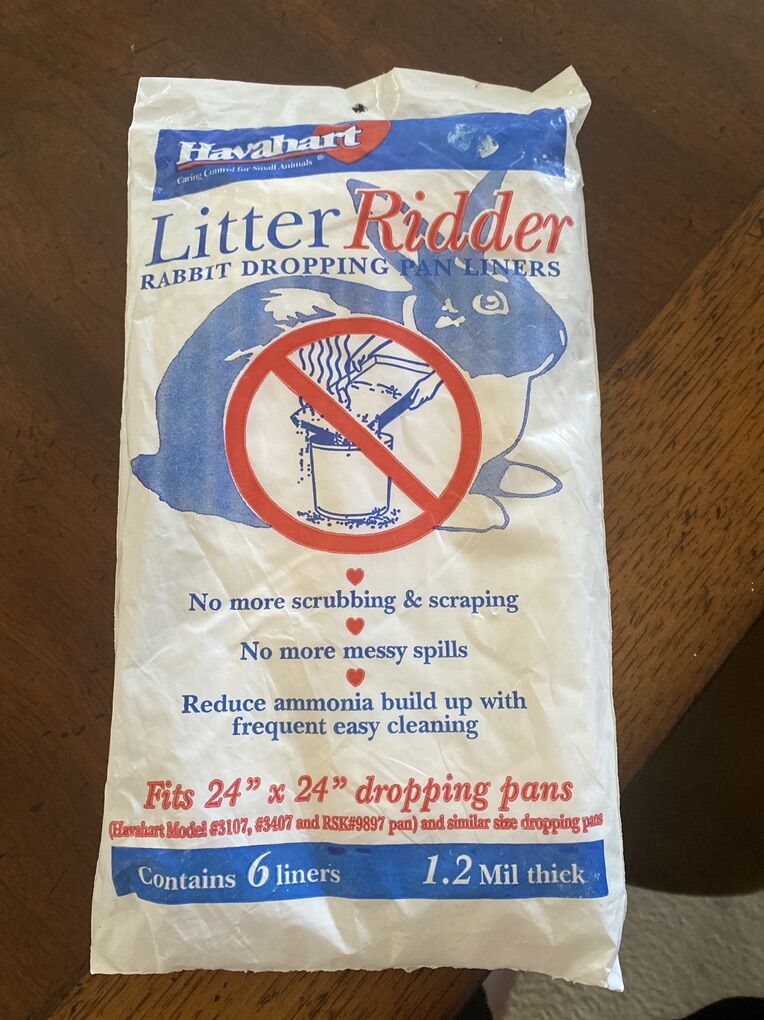 Havahart
Caring Control for Small Animals ®
Litter Ridder
RABBIT DROPPING PAN LINERS
No more scrubbing & scraping
No more messy spills
Reduce ammonia build up with
frequent easy cleaning
Fits 24” x 24” dropping pans
(Havahart Model #3107, #3407 and RSK#9897 pan) and similar size dropping pans
Contains 6 liners 1.2 Mil thick